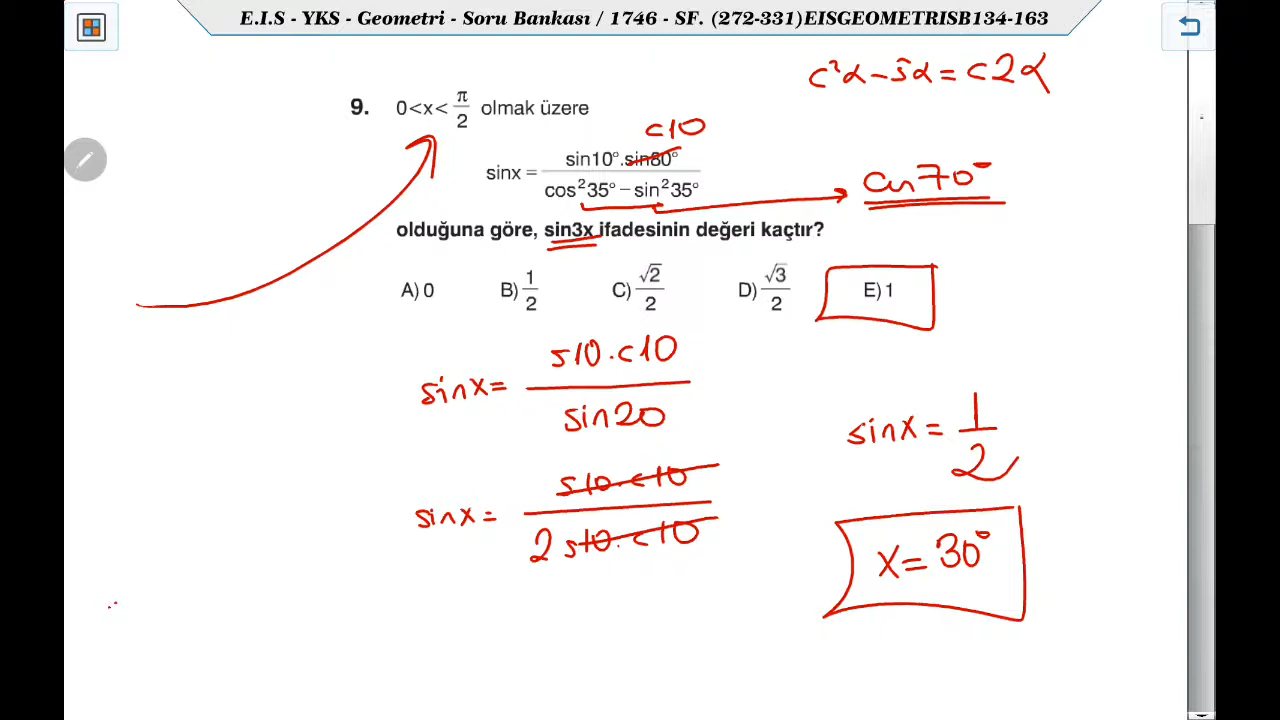 E.I.S - YKS - Geometri - Soru Bankası / 1746 - SF. (272-331)EISGEOMETRISB134-163
c²α - s²α = c2α
9. 0<x< π/2 olmak üzere
c10
sinx = sin10°.sin80° / cos²35° – sin²35°
cos70°
olduğuna göre, sin3x ifadesinin değeri kaçtır?
A) 0 B) 1/2 C) √2/2 D) √3/2 E) 1
sinx = s10.c10 / sin20
sinx = 1/2
sinx = s10.c10 / 2 s10.c10
x = 30°